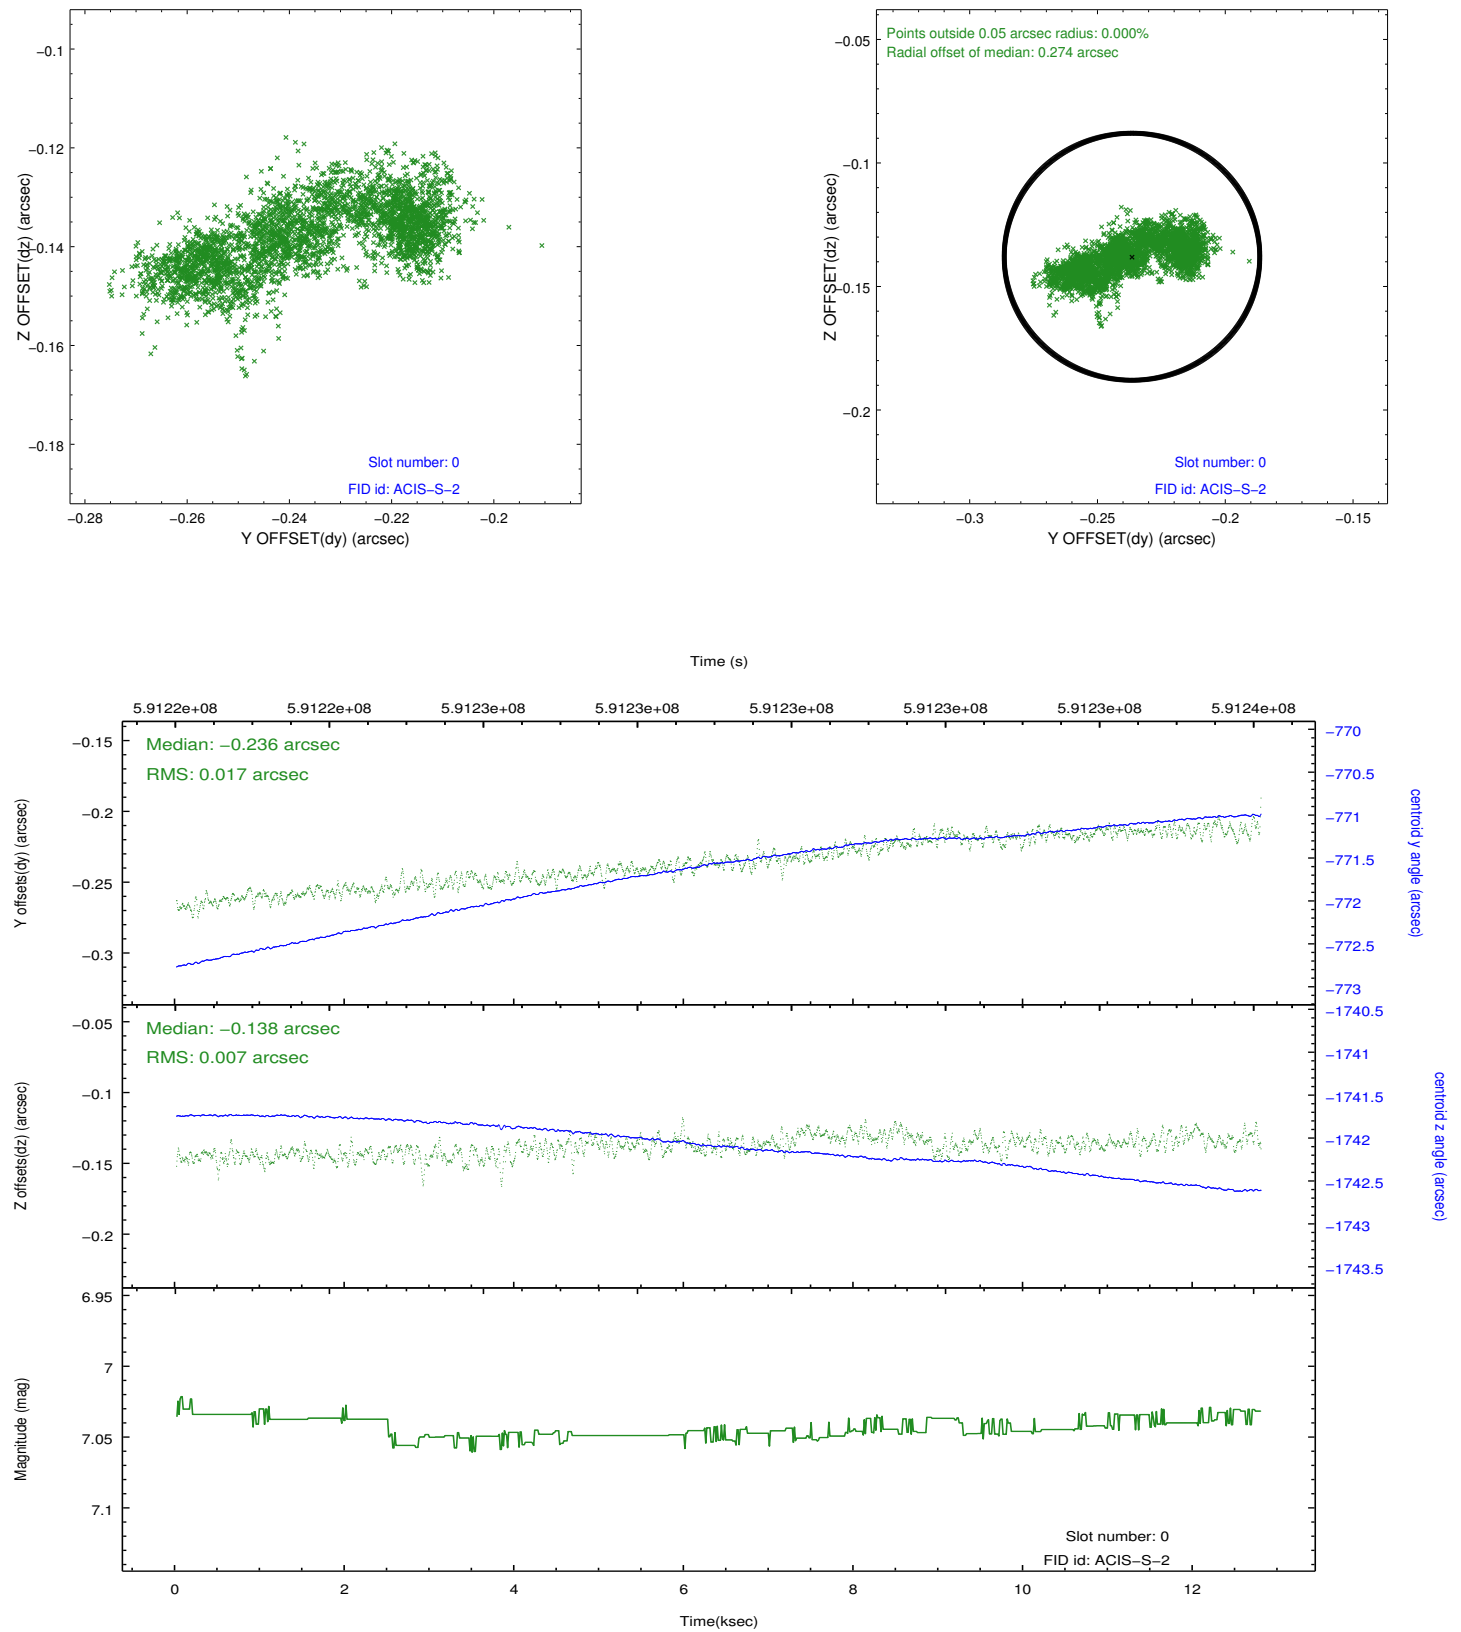 −0.1
−0.12
−0.14
−0.16
−0.18
Z OFFSET(dz) (arcsec)
Slot number: 0
FID id: ACIS−S−2
−0.28 −0.26 −0.24 −0.22 −0.2
Y OFFSET(dy) (arcsec)
Points outside 0.05 arcsec radius: 0.000%
Radial offset of median: 0.274 arcsec
−0.05
−0.1
−0.15
−0.2
Z OFFSET(dz) (arcsec)
Slot number: 0
FID id: ACIS−S−2
−0.3 −0.25 −0.2 −0.15
Y OFFSET(dy) (arcsec)
Time (s)
5.9122e+08 5.9122e+08 5.9123e+08 5.9123e+08 5.9123e+08 5.9123e+08 5.9123e+08 5.9124e+08
Median: −0.236 arcsec
RMS: 0.017 arcsec
−0.15
−0.2
−0.25
−0.3
Y offsets(dy) (arcsec)
−770
−770.5
−771
−771.5
−772
−772.5
−773
centroid y angle (arcsec)
Median: −0.138 arcsec
RMS: 0.007 arcsec
−0.05
−0.1
−0.15
−0.2
Z offsets(dz) (arcsec)
−1740.5
−1741
−1741.5
−1742
−1742.5
−1743
−1743.5
centroid z angle (arcsec)
6.95
7
7.05
7.1
Magnitude (mag)
Slot number: 0
FID id: ACIS−S−2
0 2 4 6 8 10 12
Time(ksec)